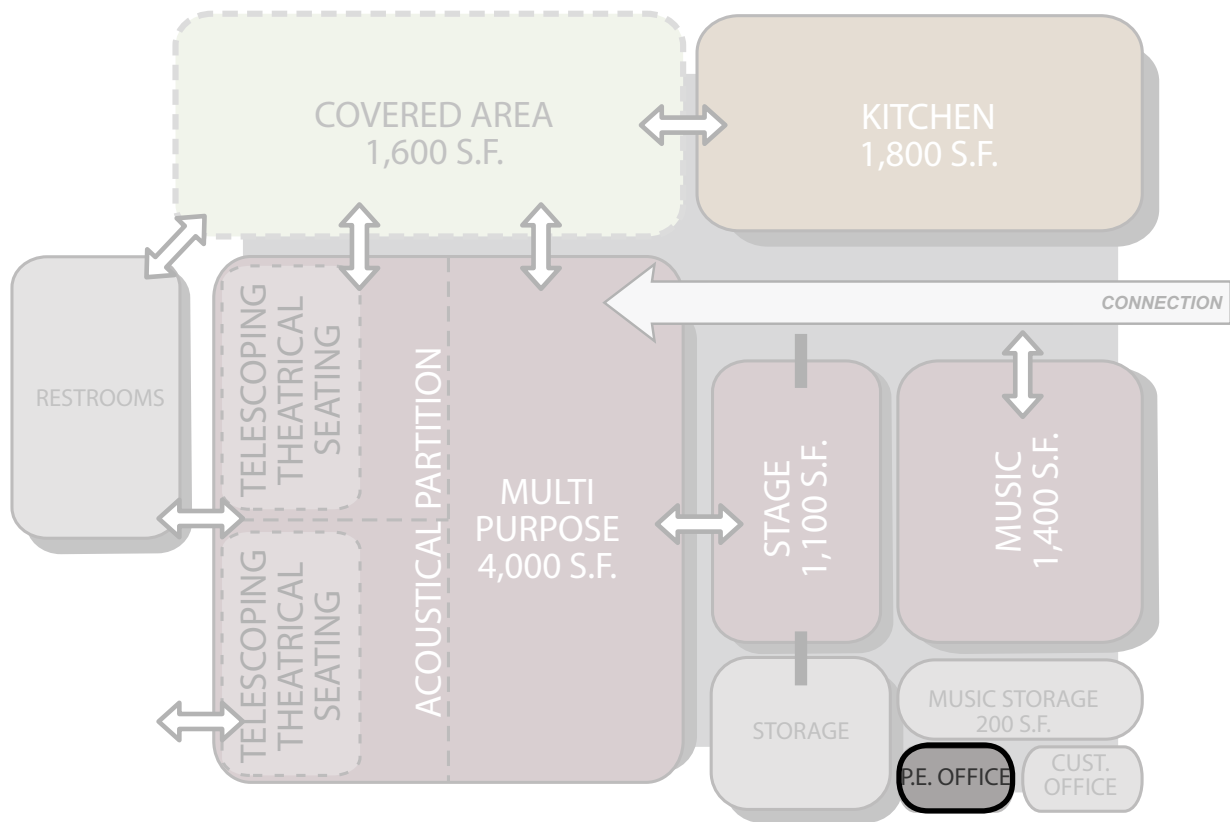 COVERED AREA
1,600 S.F.
KITCHEN
1,800 S.F.
CONNECTION
RESTROOMS
TELESCOPING
THEATRICAL
SEATING
TELESCOPING
THEATRICAL
SEATING
ACOUSTICAL PARTITION
MULTI
PURPOSE
4,000 S.F.
STAGE
1,100 S.F.
MUSIC
1,400 S.F.
STORAGE
MUSIC STORAGE
200 S.F.
P.E. OFFICE
CUST.
OFFICE